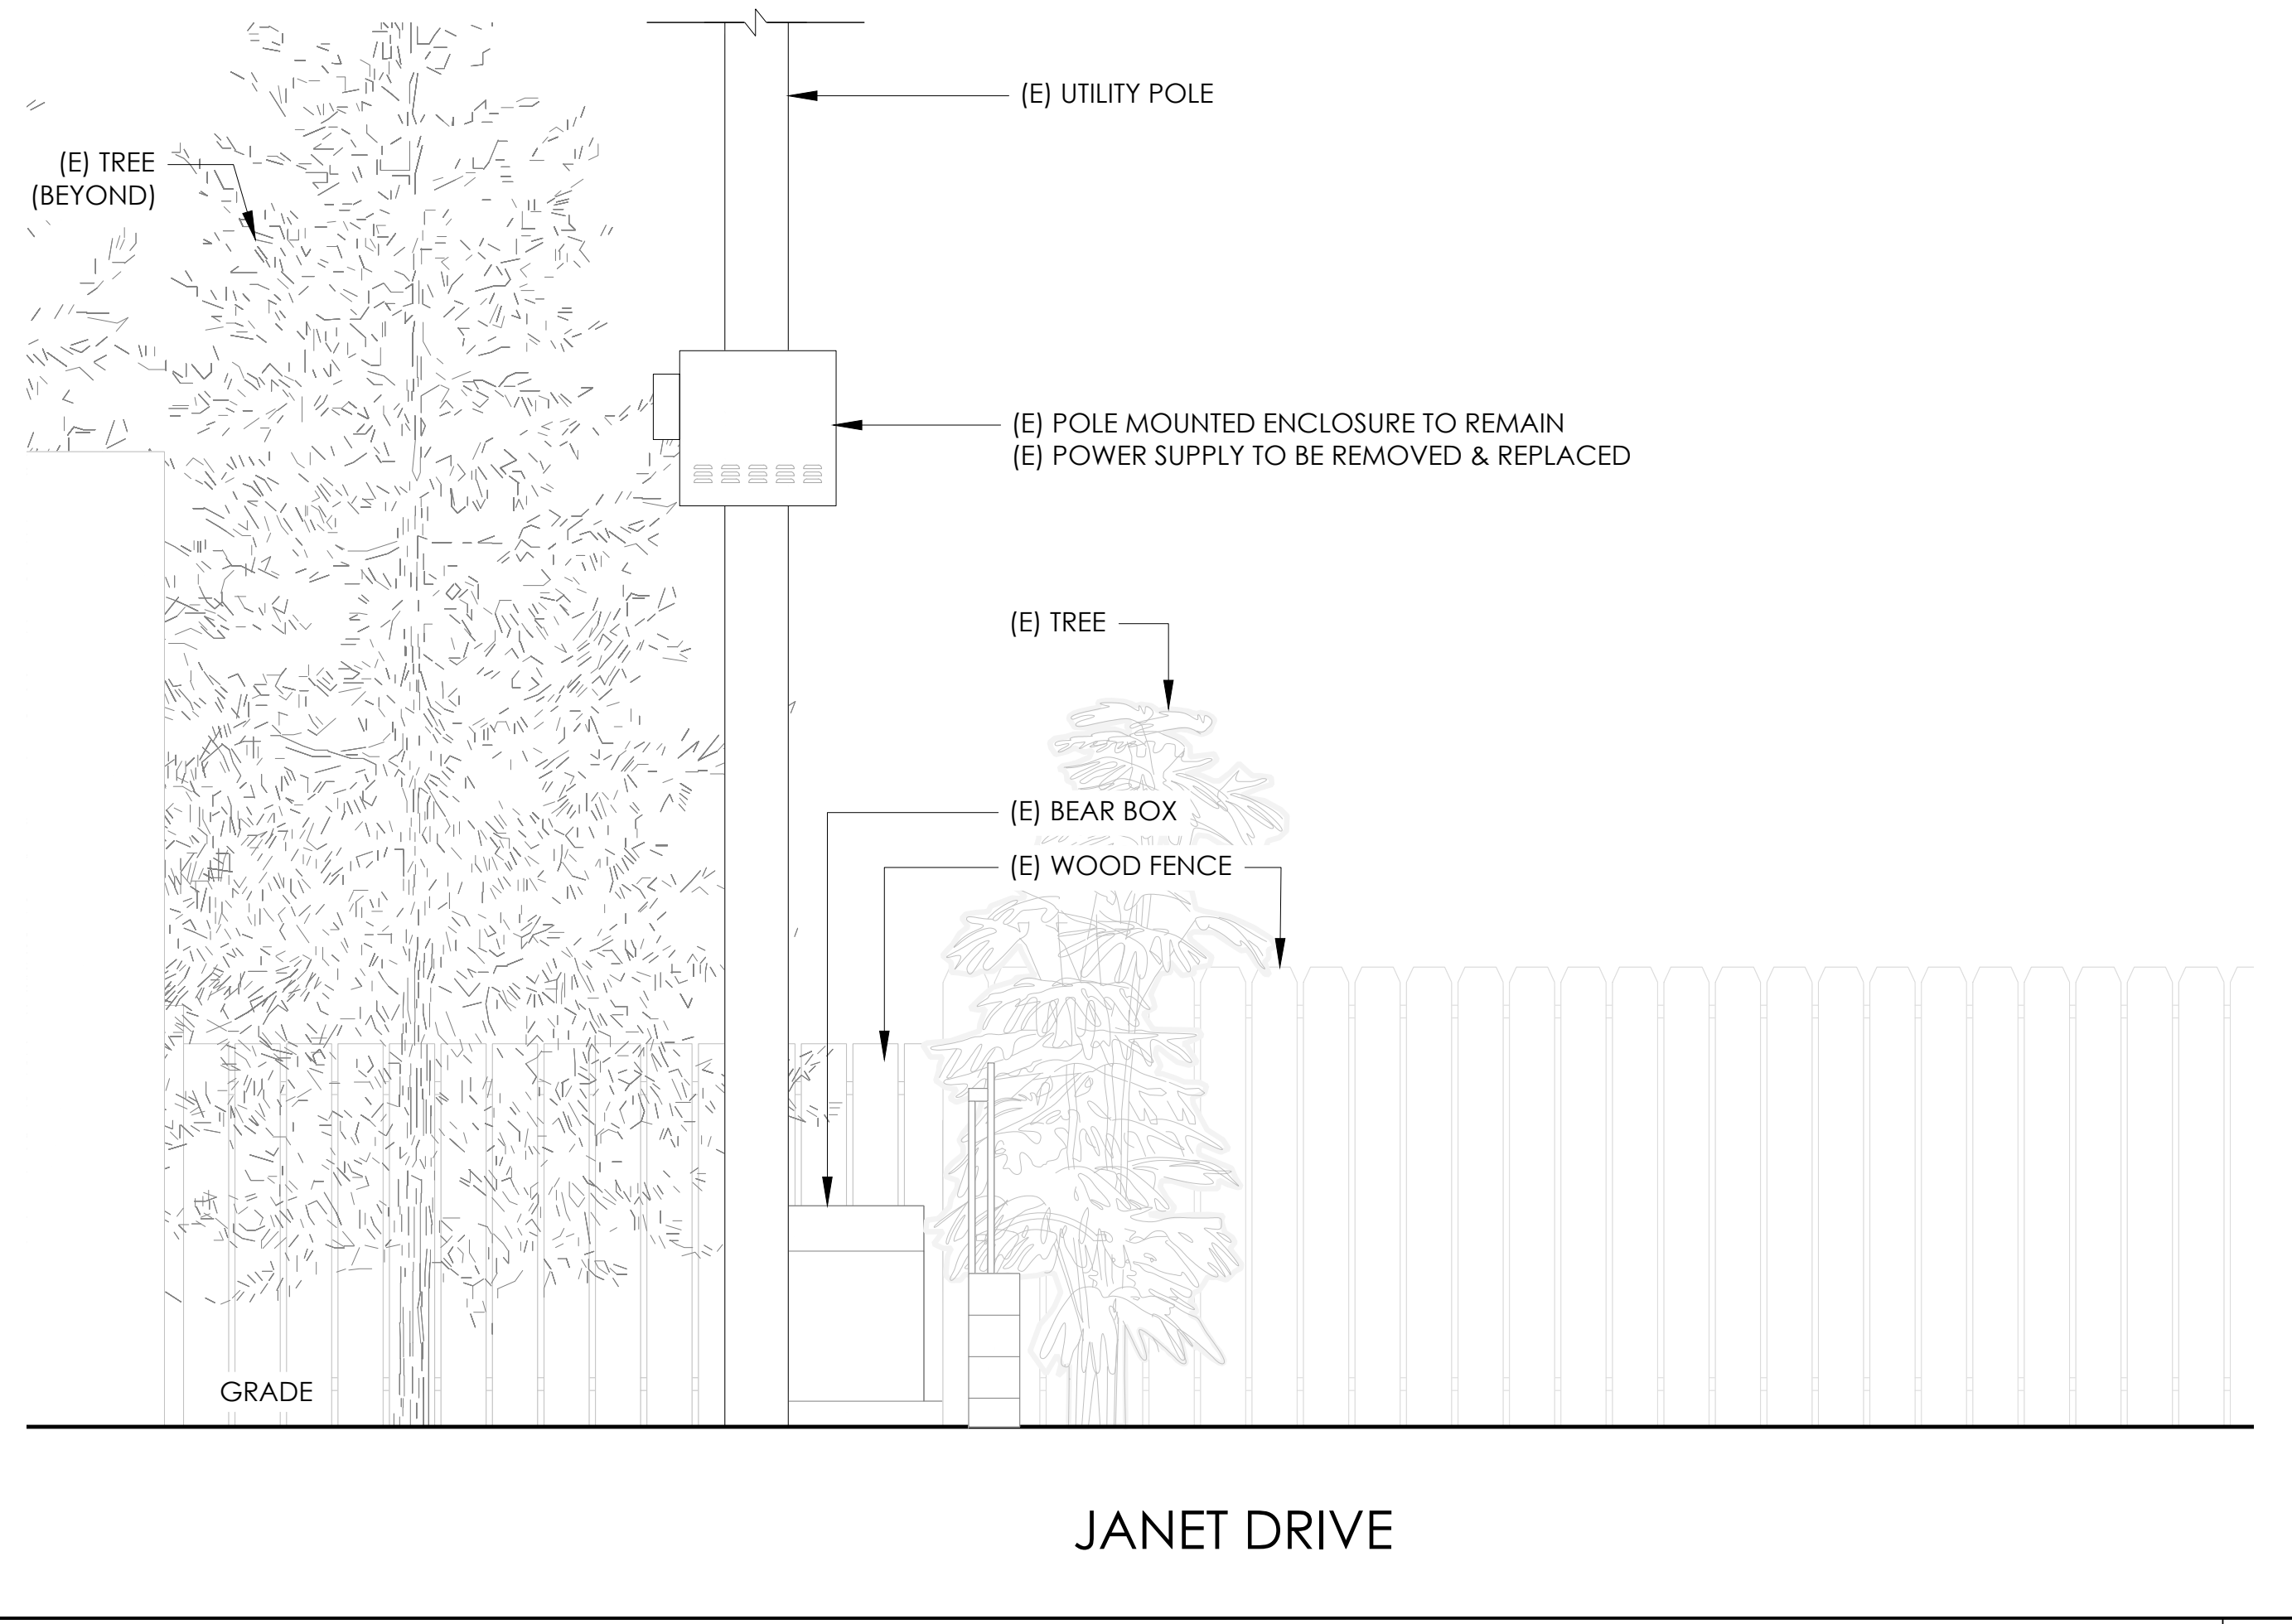 (E) UTILITY POLE
(E) TREE
(BEYOND)
(E) POLE MOUNTED ENCLOSURE TO REMAIN
(E) POWER SUPPLY TO BE REMOVED & REPLACED
(E) TREE
(E) BEAR BOX
(E) WOOD FENCE
GRADE
JANET DRIVE